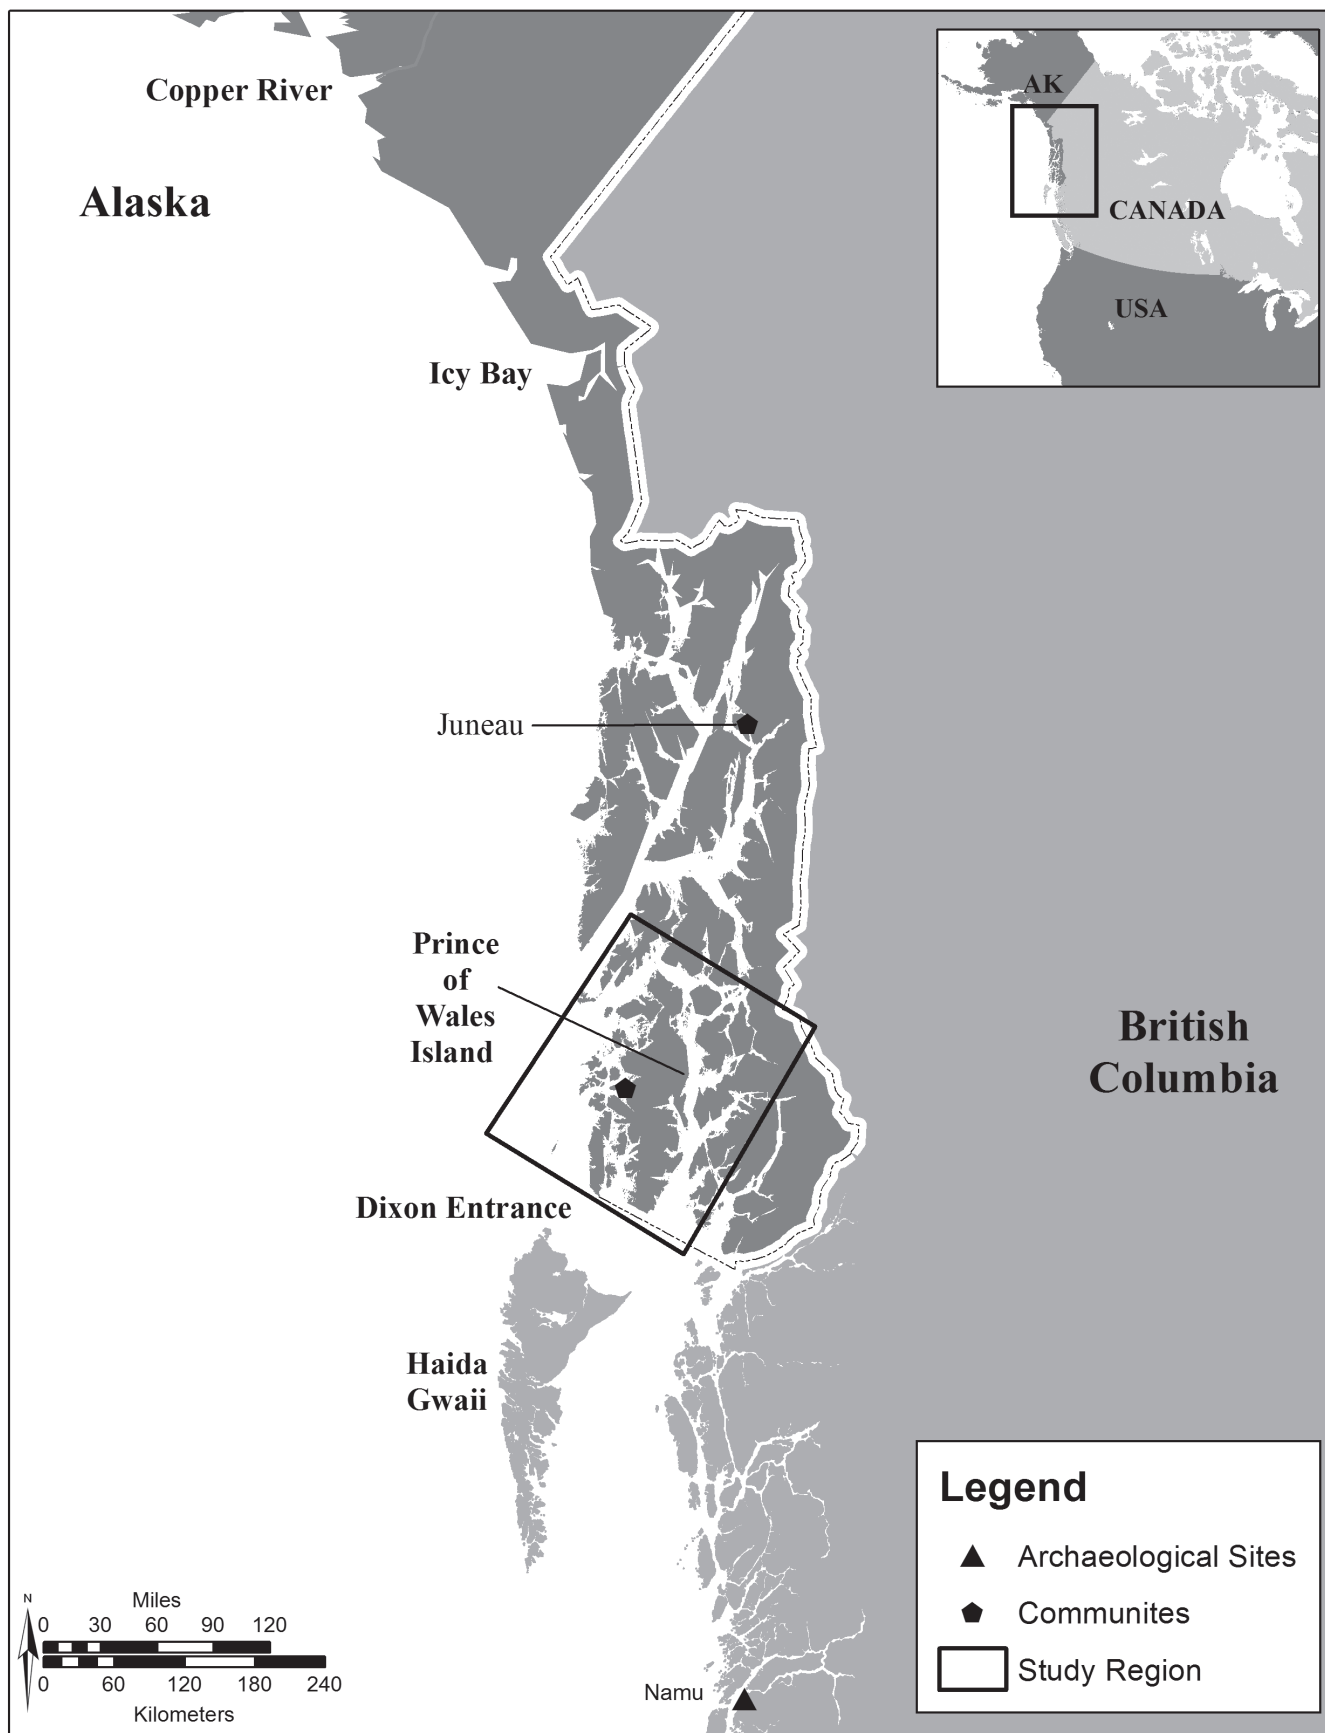 Copper River
Alaska
AK
CANADA
USA
Icy Bay
Juneau
Prince
of
Wales
Island
British
Columbia
Dixon Entrance
Haida
Gwaii
Namu
N
Miles
0 30 60 90 120
0 60 120 180 240
Kilometers
Legend
Archaeological Sites
Communites
Study Region